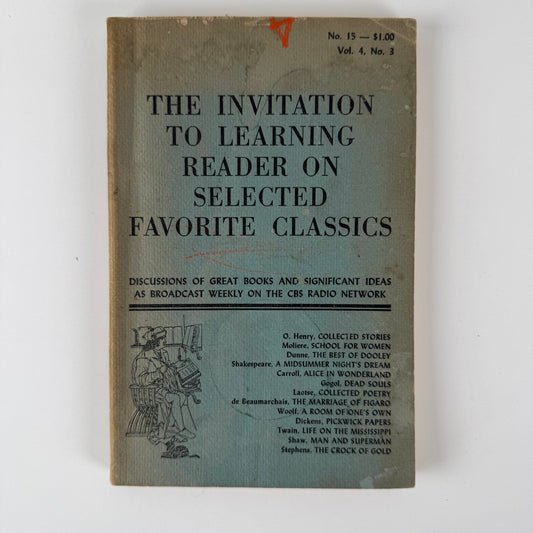 No. 15 — $1.00
Vol. 4, No. 3
THE INVITATION
TO LEARNING
READER ON
SELECTED
FAVORITE CLASSICS
DISCUSSIONS OF GREAT BOOKS AND SIGNIFICANT IDEAS
AS BROADCAST WEEKLY ON THE CBS RADIO NETWORK
O. Henry, COLLECTED STORIES
Moliere, SCHOOL FOR WOMEN
Dunne, THE BEST OF DOOLEY
Shakespeare, A MIDSUMMER NIGHT'S DREAM
Carroll, ALICE IN WONDERLAND
Gogol, DEAD SOULS
Laotse, COLLECTED POETRY
de Beaumarchais, THE MARRIAGE OF FIGARO
Woolf, A ROOM OF ONE'S OWN
Dickens, PICKWICK PAPERS
Twain, LIFE ON THE MISSISSIPPI
Shaw, MAN AND SUPERMAN
Stephens, THE CROCK OF GOLD